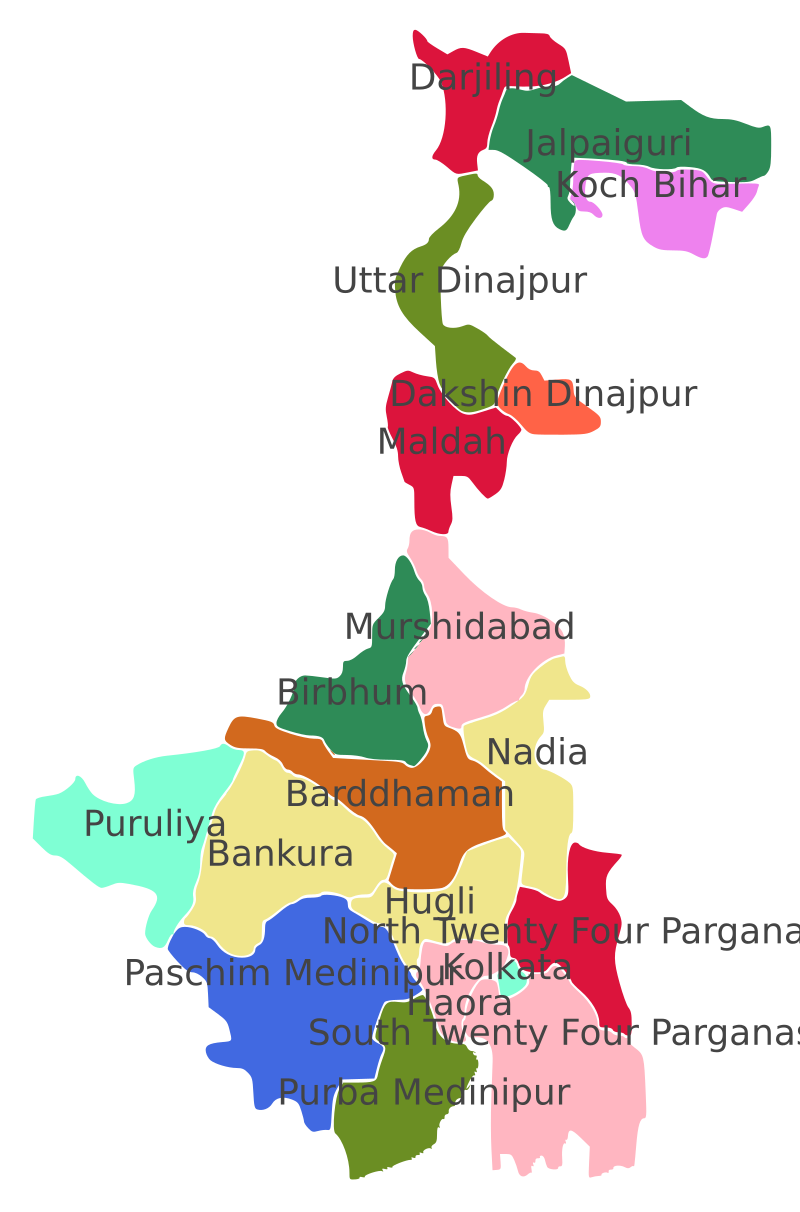 Darjiling
Jalpaiguri
Koch Bihar
Uttar Dinajpur
Dakshin Dinajpur
Maldah
Murshidabad
Birbhum
Nadia
Barddhaman
Puruliya
Bankura
Hugli
North Twenty Four Pargana
Kolkata
Paschim Medinipur
Haora
South Twenty Four Parganas
Purba Medinipur